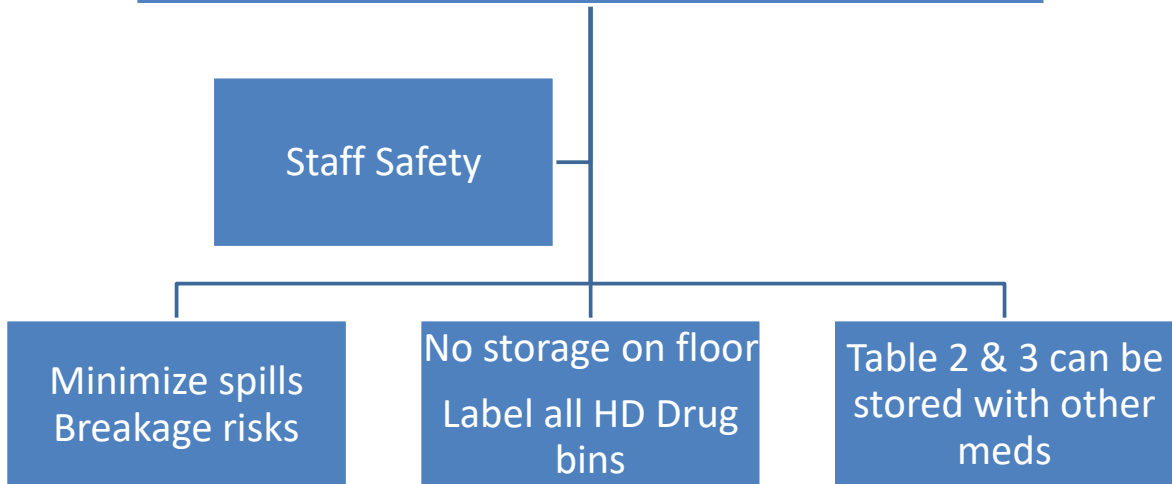 Staff Safety
Minimize spills
Breakage risks
No storage on floor
Label all HD Drug
bins
Table 2 & 3 can be
stored with other
meds